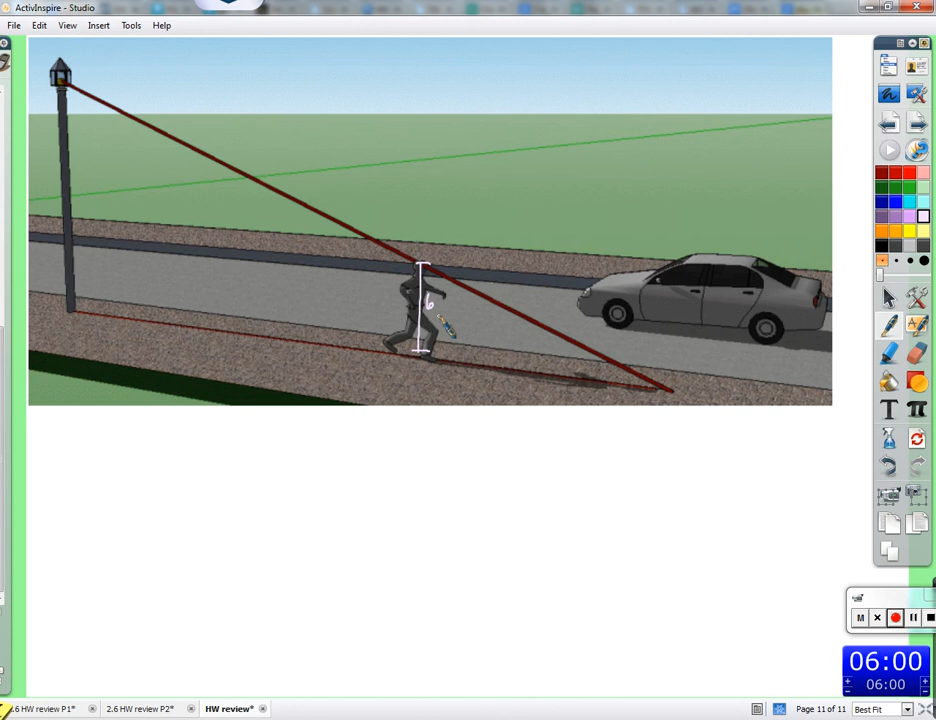 ActivInspire - Studio
File Edit View Insert Tools Help
6
M
06:00
06:00
2.6 HW review P2* HW review* Page 11 of 11 Best Fit
.6 HW review P1*